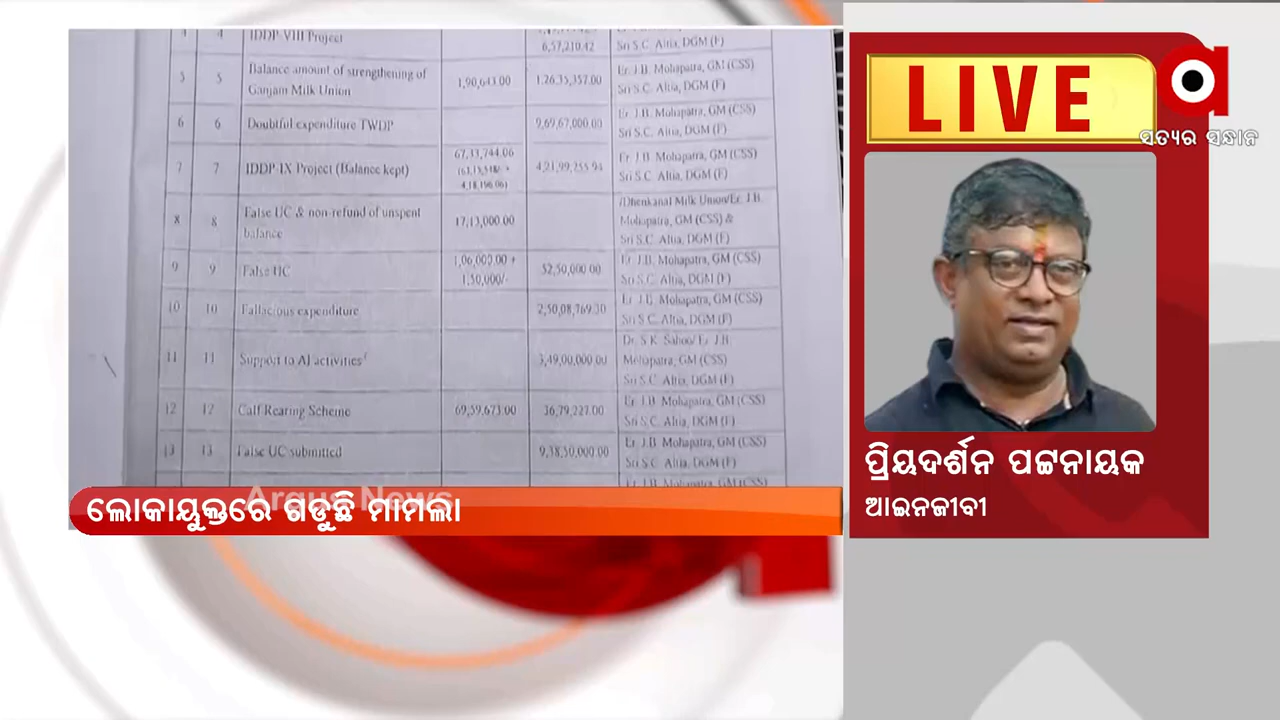 4 4 IDDP-VIII Project 6,57,210.42 Sri S.C. Altia, DGM (F)
5 5 Balance amount of strengthening of Ganjam Milk Union 1,90,643.00 1,26,35,357.00 Er. J.B. Mohapatra, GM (CSS) Sri S.C. Altia, DGM (F)
6 6 Doubtful expenditure TWDP 9,69,67,000.00 Er. J.B. Mohapatra, GM (CSS) Sri S.C. Altia, DGM (F)
7 7 IDDP-IX Project (Balance kept) 67,33,744.06 4,21,99,255.94 Er. J.B. Mohapatra, GM (CSS) Sri S.C. Altia, DGM (F)
8 8 False UC & non-refund of unspent balance 17,13,000.00 /Dhenkanal Milk Union/Er. J.B. Mohapatra, GM (CSS) & Sri S.C. Altia, DGM (F)
9 9 False UC 1,06,000.00 + 1,50,000/- 52,50,000.00 Er. J.B. Mohapatra, GM (CSS) Sri S.C. Altia, DGM (F)
10 10 Fallacious expenditure 2,50,08,769.30 Er. J.B. Mohapatra, GM (CSS) Sri S.C. Altia, DGM (F)
11 11 Support to AI activities 3,49,00,000.00 Dr. S.K. Sahoo/ Er. J.B. Mohapatra, GM (CSS) Sri S.C. Altia, DGM (F)
12 12 Calf Rearing Scheme 69,59,673.00 36,79,227.00 Er. J.B. Mohapatra, GM (CSS) Sri S.C. Altia, DGM (F)
13 13 False UC submitted 9,38,50,000.00 Er. J.B. Mohapatra, GM (CSS) Sri S.C. Altia, DGM (F)
Er. J.B. Mohapatra, GM (CSS)
Argus News
ଲୋକାୟୁକ୍ତରେ ଗଡୁଛି ମାମଲା
LIVE
ସତ୍ୟର ସନ୍ଧାନ
ପ୍ରିୟଦର୍ଶନ ପଟ୍ଟନାୟକ
ଆଇନଜୀବୀ